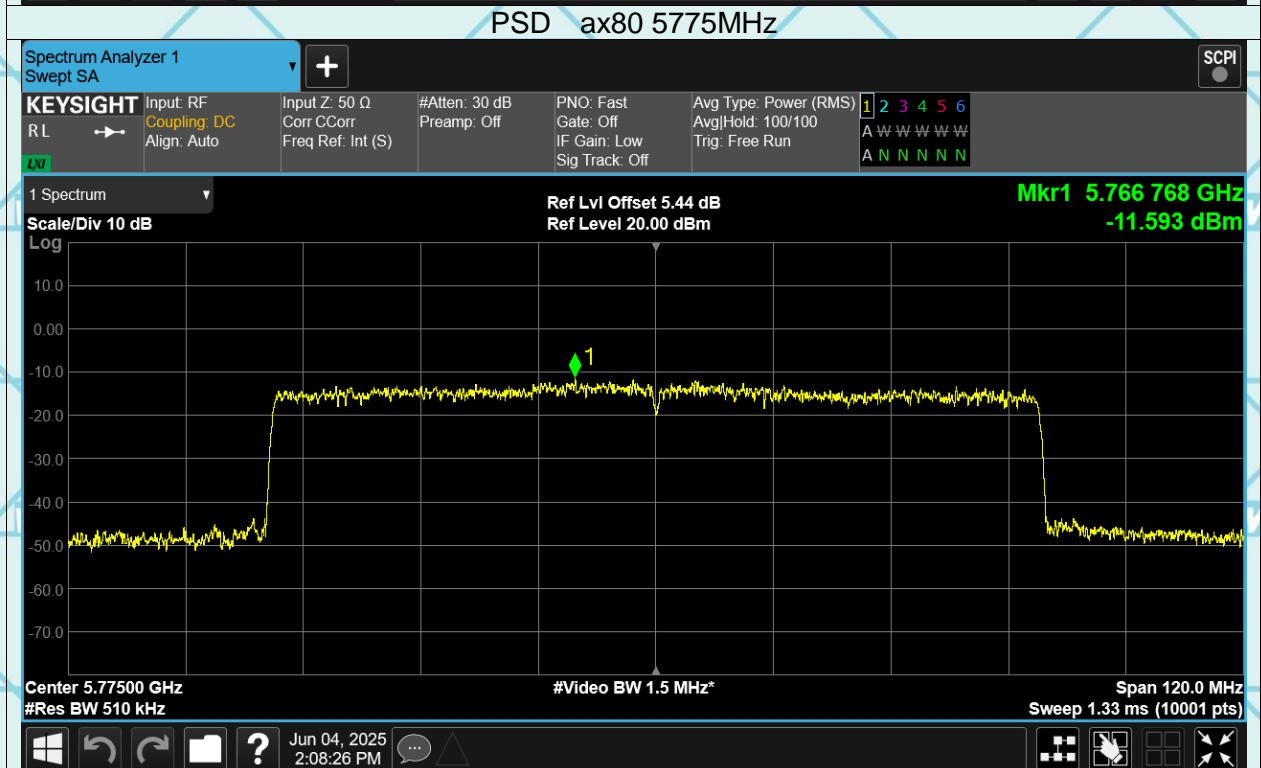 PSD ax80 5775MHz
Spectrum Analyzer 1
Swept SA
SCPI
KEYSIGHT
R L
LXI
Input: RF
Coupling: DC
Align: Auto
Input Z: 50 Ω
Corr CCorr
Freq Ref: Int (S)
#Atten: 30 dB
Preamp: Off
PNO: Fast
Gate: Off
IF Gain: Low
Sig Track: Off
Avg Type: Power (RMS)
Avg|Hold: 100/100
Trig: Free Run
1 2 3 4 5 6
A W W W W W
A N N N N N
1 Spectrum
Scale/Div 10 dB
Log
Ref Lvl Offset 5.44 dB
Ref Level 20.00 dBm
Mkr1 5.766 768 GHz
-11.593 dBm
10.0
0.00
1
-10.0
-20.0
-30.0
-40.0
-50.0
-60.0
-70.0
Center 5.77500 GHz
#Res BW 510 kHz
#Video BW 1.5 MHz*
Span 120.0 MHz
Sweep 1.33 ms (10001 pts)
?
Jun 04, 2025
2:08:26 PM